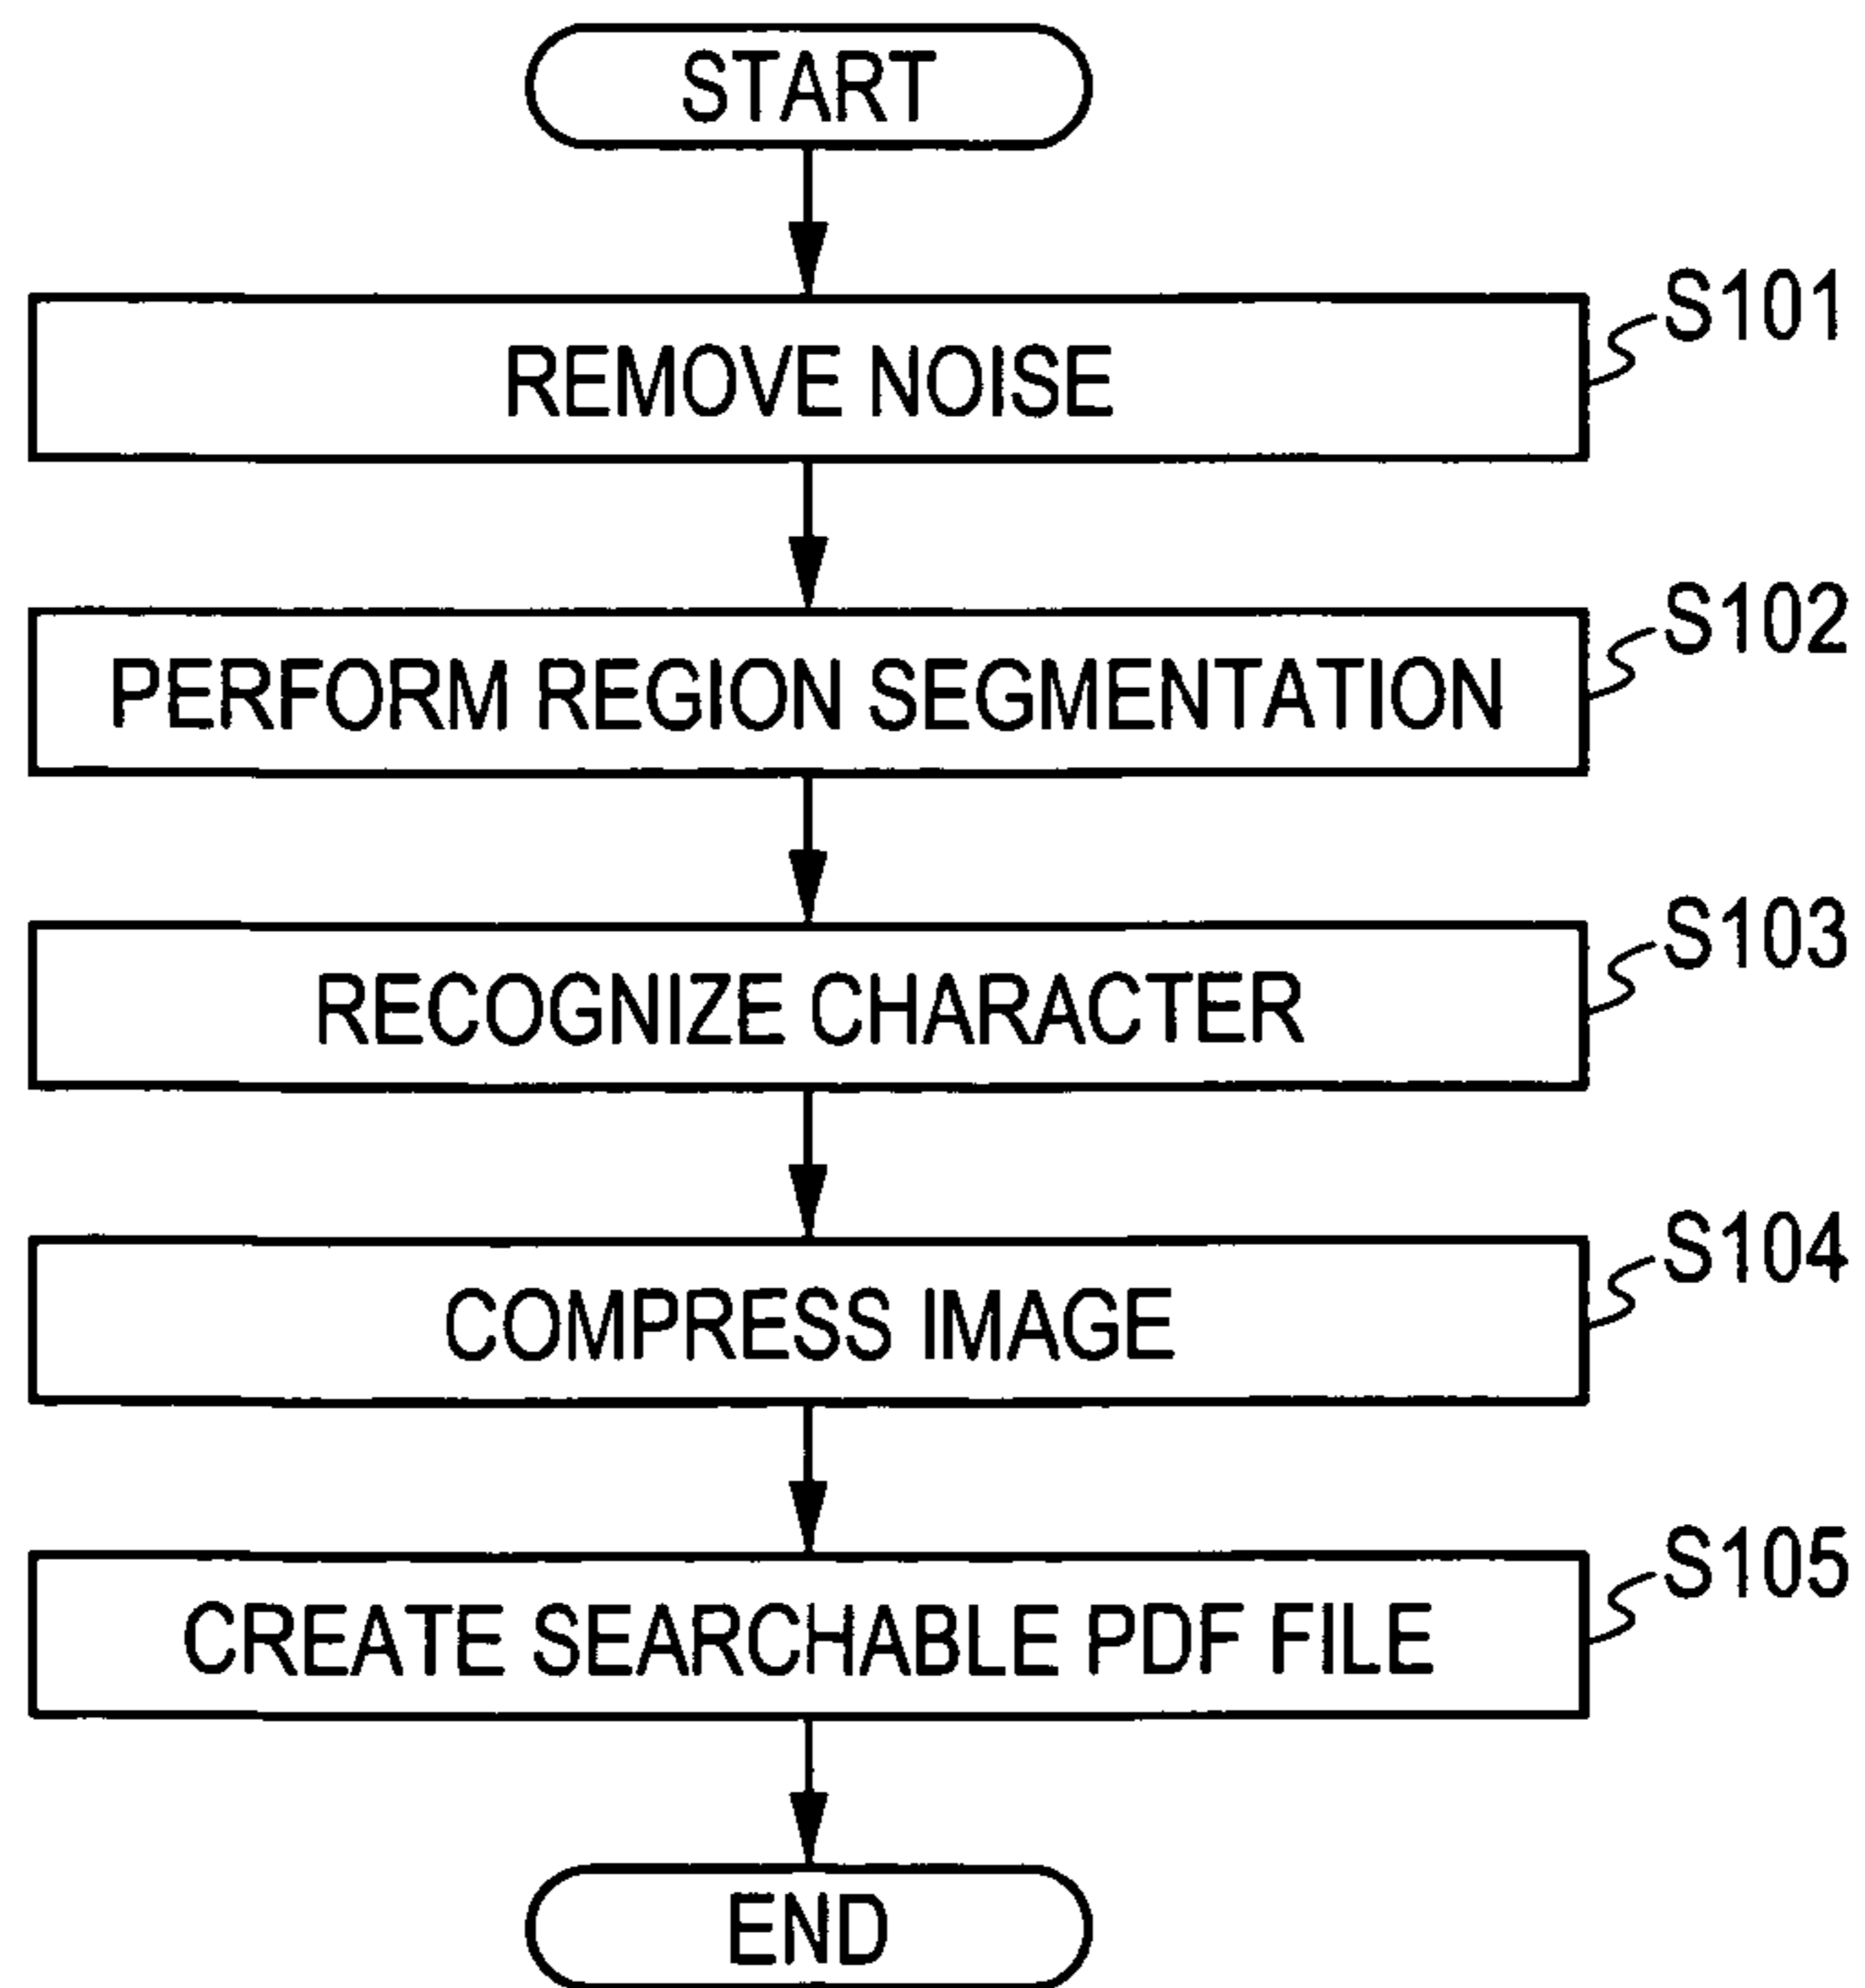 START
S101
REMOVE NOISE
S102
PERFORM REGION SEGMENTATION
S103
RECOGNIZE CHARACTER
S104
COMPRESS IMAGE
S105
CREATE SEARCHABLE PDF FILE
END